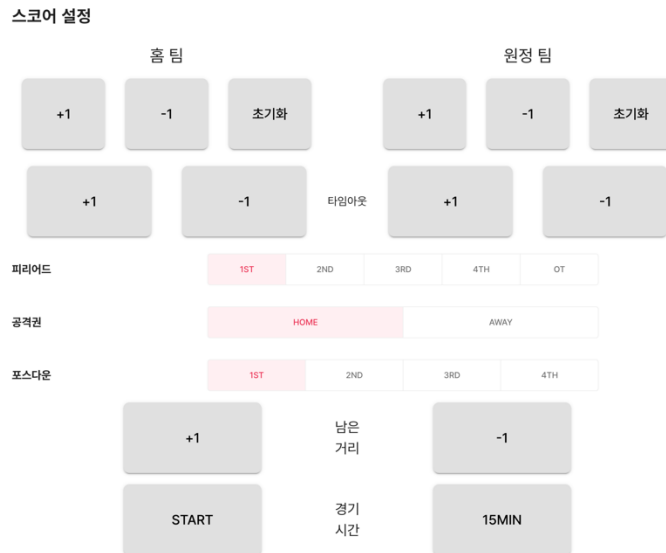 스코어 설정
홈 팀 원정 팀
+1 -1 초기화 +1 -1 초기화
+1 -1 타임아웃 +1 -1
피리어드 1ST 2ND 3RD 4TH OT
공격권 HOME AWAY
포스다운 1ST 2ND 3RD 4TH
+1 남은 거리 -1
START 경기 시간 15MIN